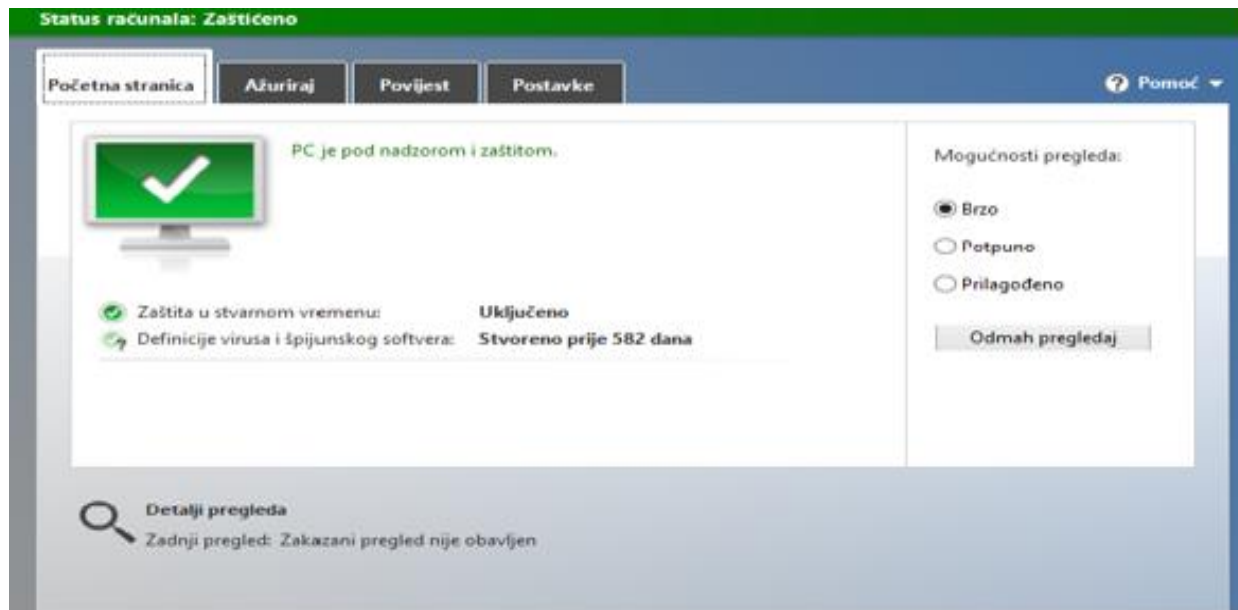 Status računala: Zaštićeno
Početna stranica
Ažuriraj
Povijest
Postavke
Pomoć
PC je pod nadzorom i zaštitom.
Zaštita u stvarnom vremenu: Uključeno
Definicije virusa i špijunskog softvera: Stvoreno prije 582 dana
Mogućnosti pregleda:
Brzo
Potpuno
Prilagođeno
Odmah pregledaj
Detalji pregleda
Zadnji pregled: Zakazani pregled nije obavljen